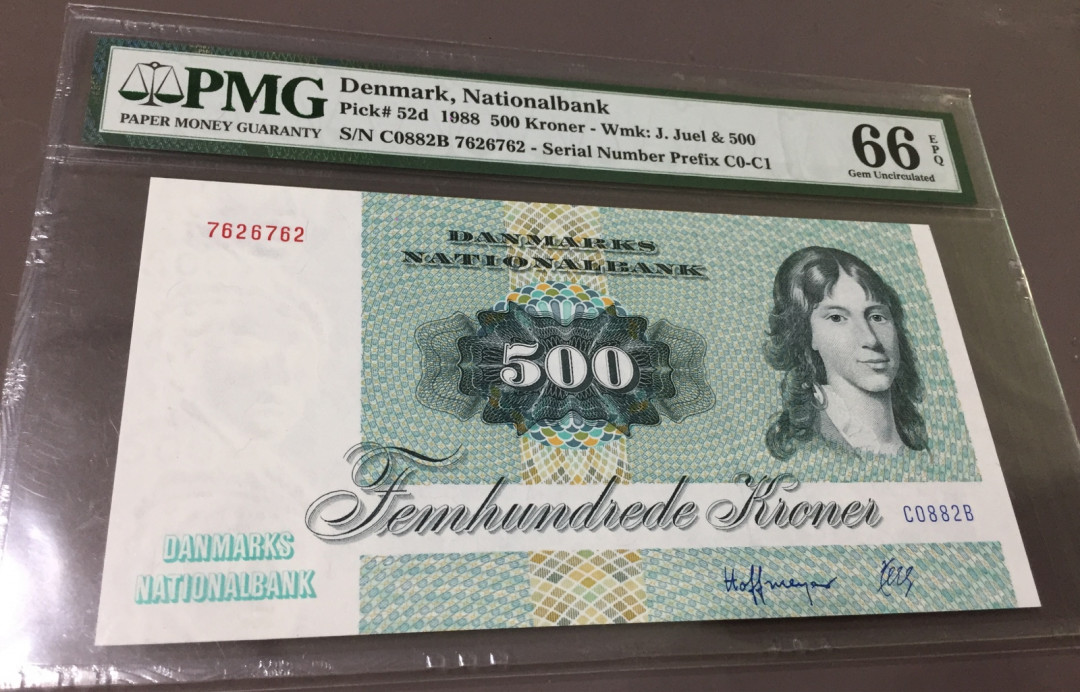 PMG
PAPER MONEY GUARANTY
Denmark, Nationalbank
Pick# 52d 1988 500 Kroner - Wmk: J. Juel & 500
S/N C0882B 7626762 - Serial Number Prefix C0-C1
66 EPQ
Gem Uncirculated
7626762
DANMARKS
NATIONALBANK
500
Femhundrede Kroner
C0882B
DANMARKS
NATIONALBANK
Hoffmeyer